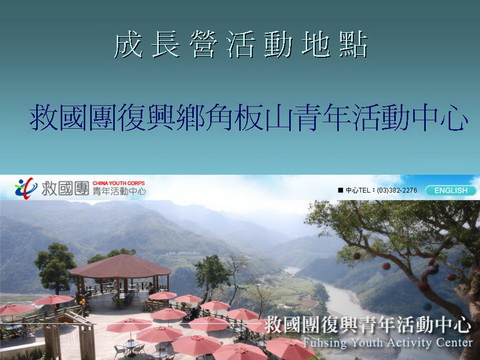 成長營活動地點
救國團復興鄉角板山青年活動中心
救國團 CHINA YOUTH CORPS 青年活動中心
■ 中心TEL：(03)382-2276 ENGLISH
救國團復興青年活動中心
Fuhsing Youth Activity Center